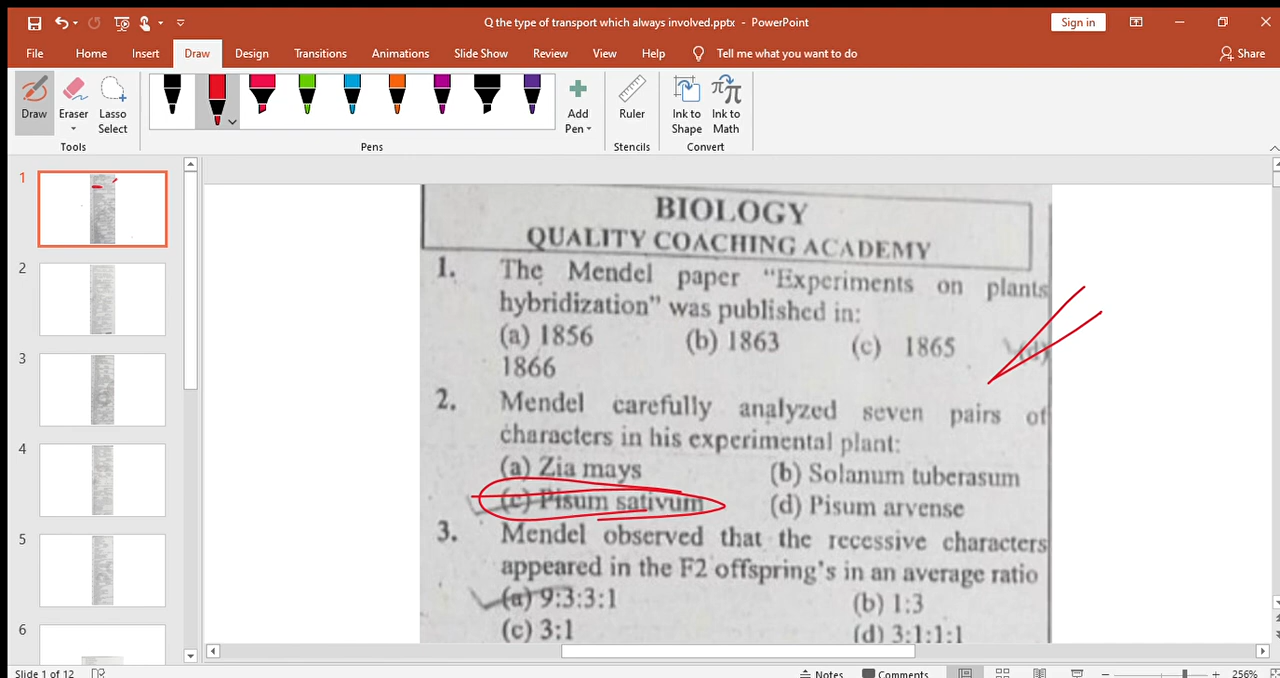 Q the type of transport which always involved.pptx - PowerPoint
Sign in
File Home Insert Draw Design Transitions Animations Slide Show Review View Help Tell me what you want to do Share
Draw Eraser Lasso Select Add Pen Ruler Ink to Shape Ink to Math
Tools Pens Stencils Convert
1
2
3
4
5
6
BIOLOGY
QUALITY COACHING ACADEMY
1. The Mendel paper "Experiments on plants
hybridization" was published in:
(a) 1856 (b) 1863 (c) 1865 (d)
1866
2. Mendel carefully analyzed seven pairs of
characters in his experimental plant:
(a) Zia mays (b) Solanum tuberasum
(c) Pisum sativum (d) Pisum arvense
3. Mendel observed that the recessive characters
appeared in the F2 offspring's in an average ratio
(a) 9:3:3:1 (b) 1:3
(c) 3:1 (d) 3:1:1:1
Slide 1 of 12 Notes Comments 256%